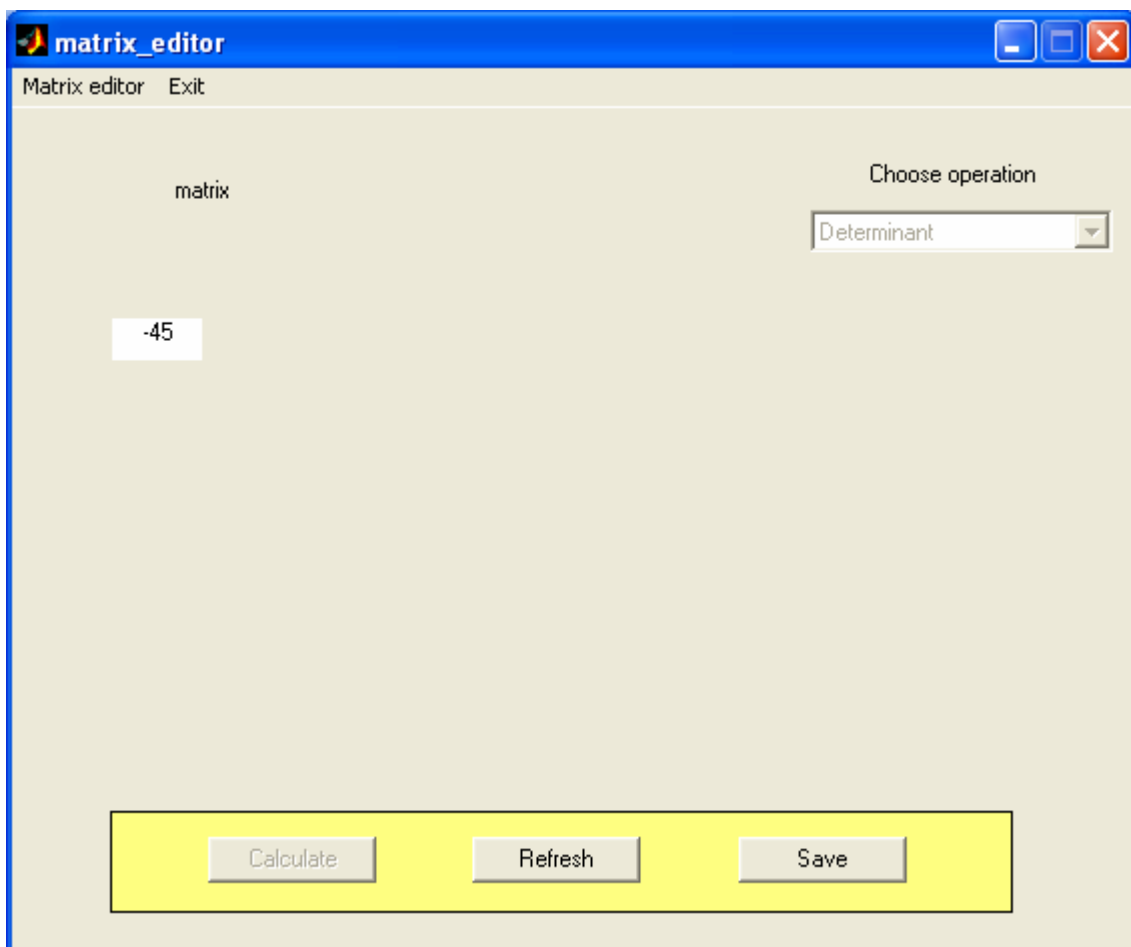 matrix_editor
Matrix editor Exit
Choose operation
matrix
Determinant
-45
Calculate Refresh Save